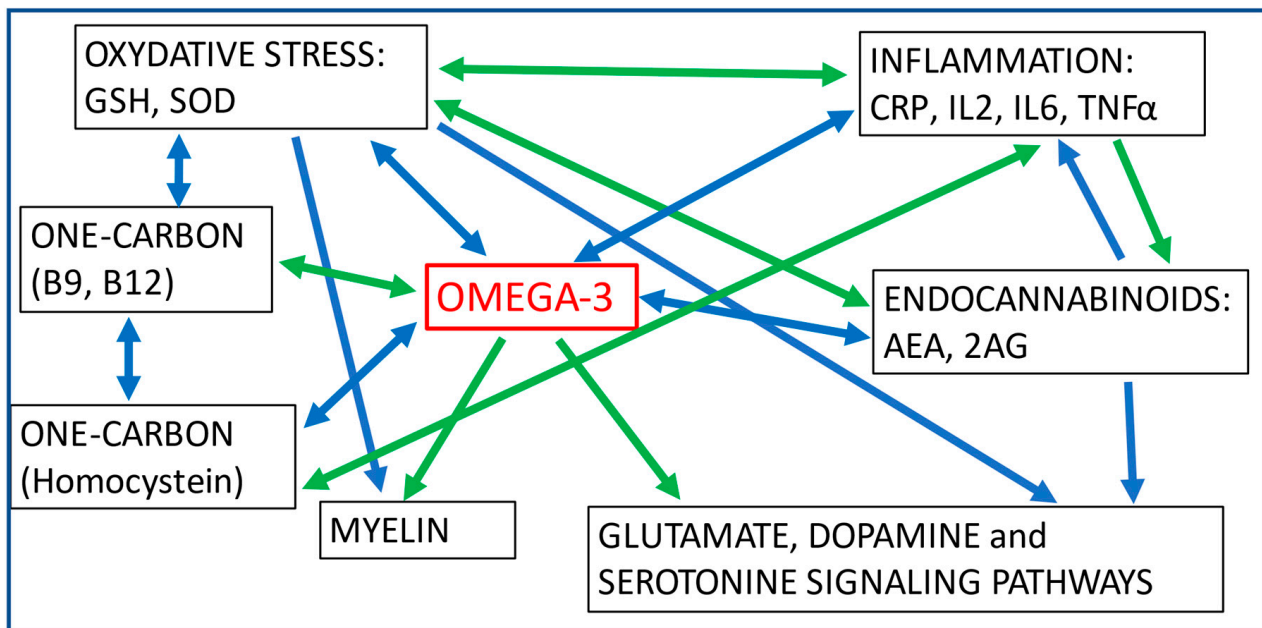 OXYDATIVE STRESS:
GSH, SOD
INFLAMMATION:
CRP, IL2, IL6, TNFα
ONE-CARBON
(B9, B12)
OMEGA-3
ENDOCANNABINOIDS:
AEA, 2AG
ONE-CARBON
(Homocystein)
MYELIN
GLUTAMATE, DOPAMINE and
SEROTONINE SIGNALING PATHWAYS